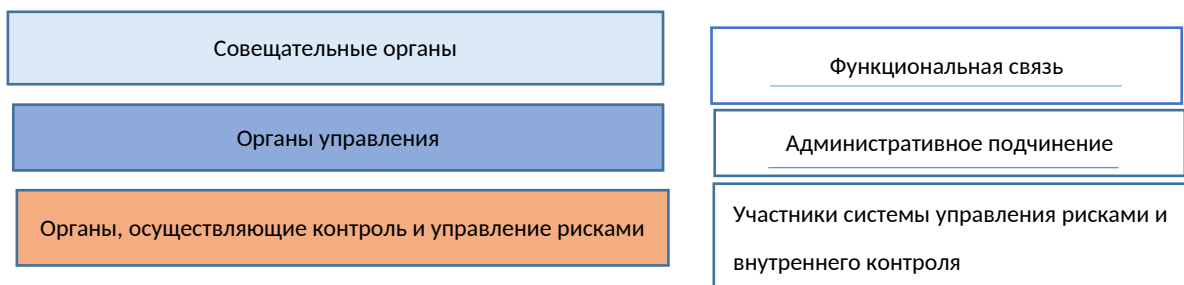 Совещательные органы
Органы управления
Органы, осуществляющие контроль и управление рисками
Функциональная связь
Административное подчинение
Участники системы управления рисками и
внутреннего контроля